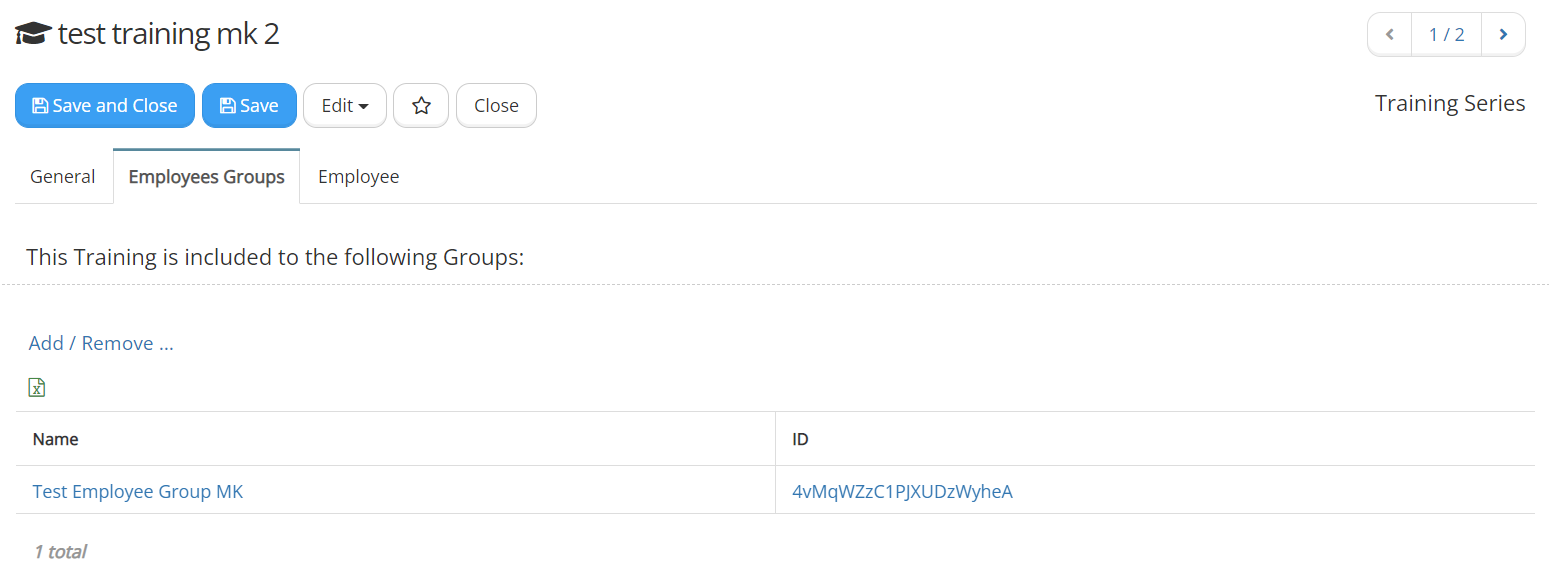 test training mk 2
1 / 2
Save and Close
Save
Edit
Close
Training Series
General
Employees Groups
Employee
This Training is included to the following Groups:
Add / Remove ...
Name
ID
Test Employee Group MK
4vMqWZzC1PJXUDzWyheA
1 total